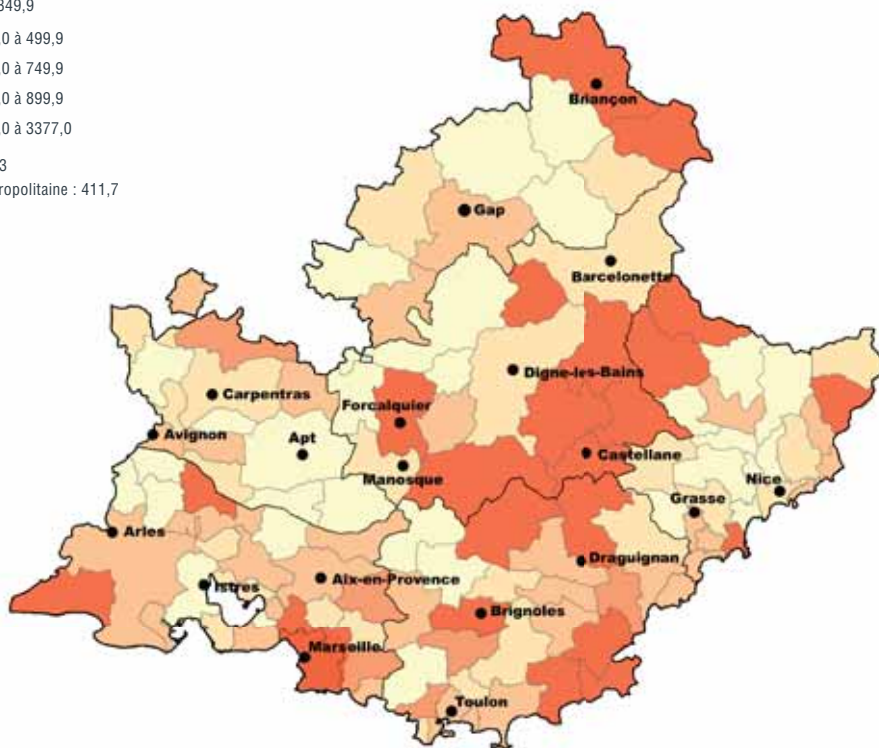 349,9
,0 à 499,9
,0 à 749,9
,0 à 899,9
,0 à 3377,0
3
ropolitaine : 411,7
Briançon
Gap
Barcelonette
Digne-les-Bains
Carpentras
Forcalquier
Avignon
Apt
Castellane
Manosque
Nice
Grasse
Arles
Draguignan
Istres
Aix-en-Provence
Brignoles
Marseille
Toulon